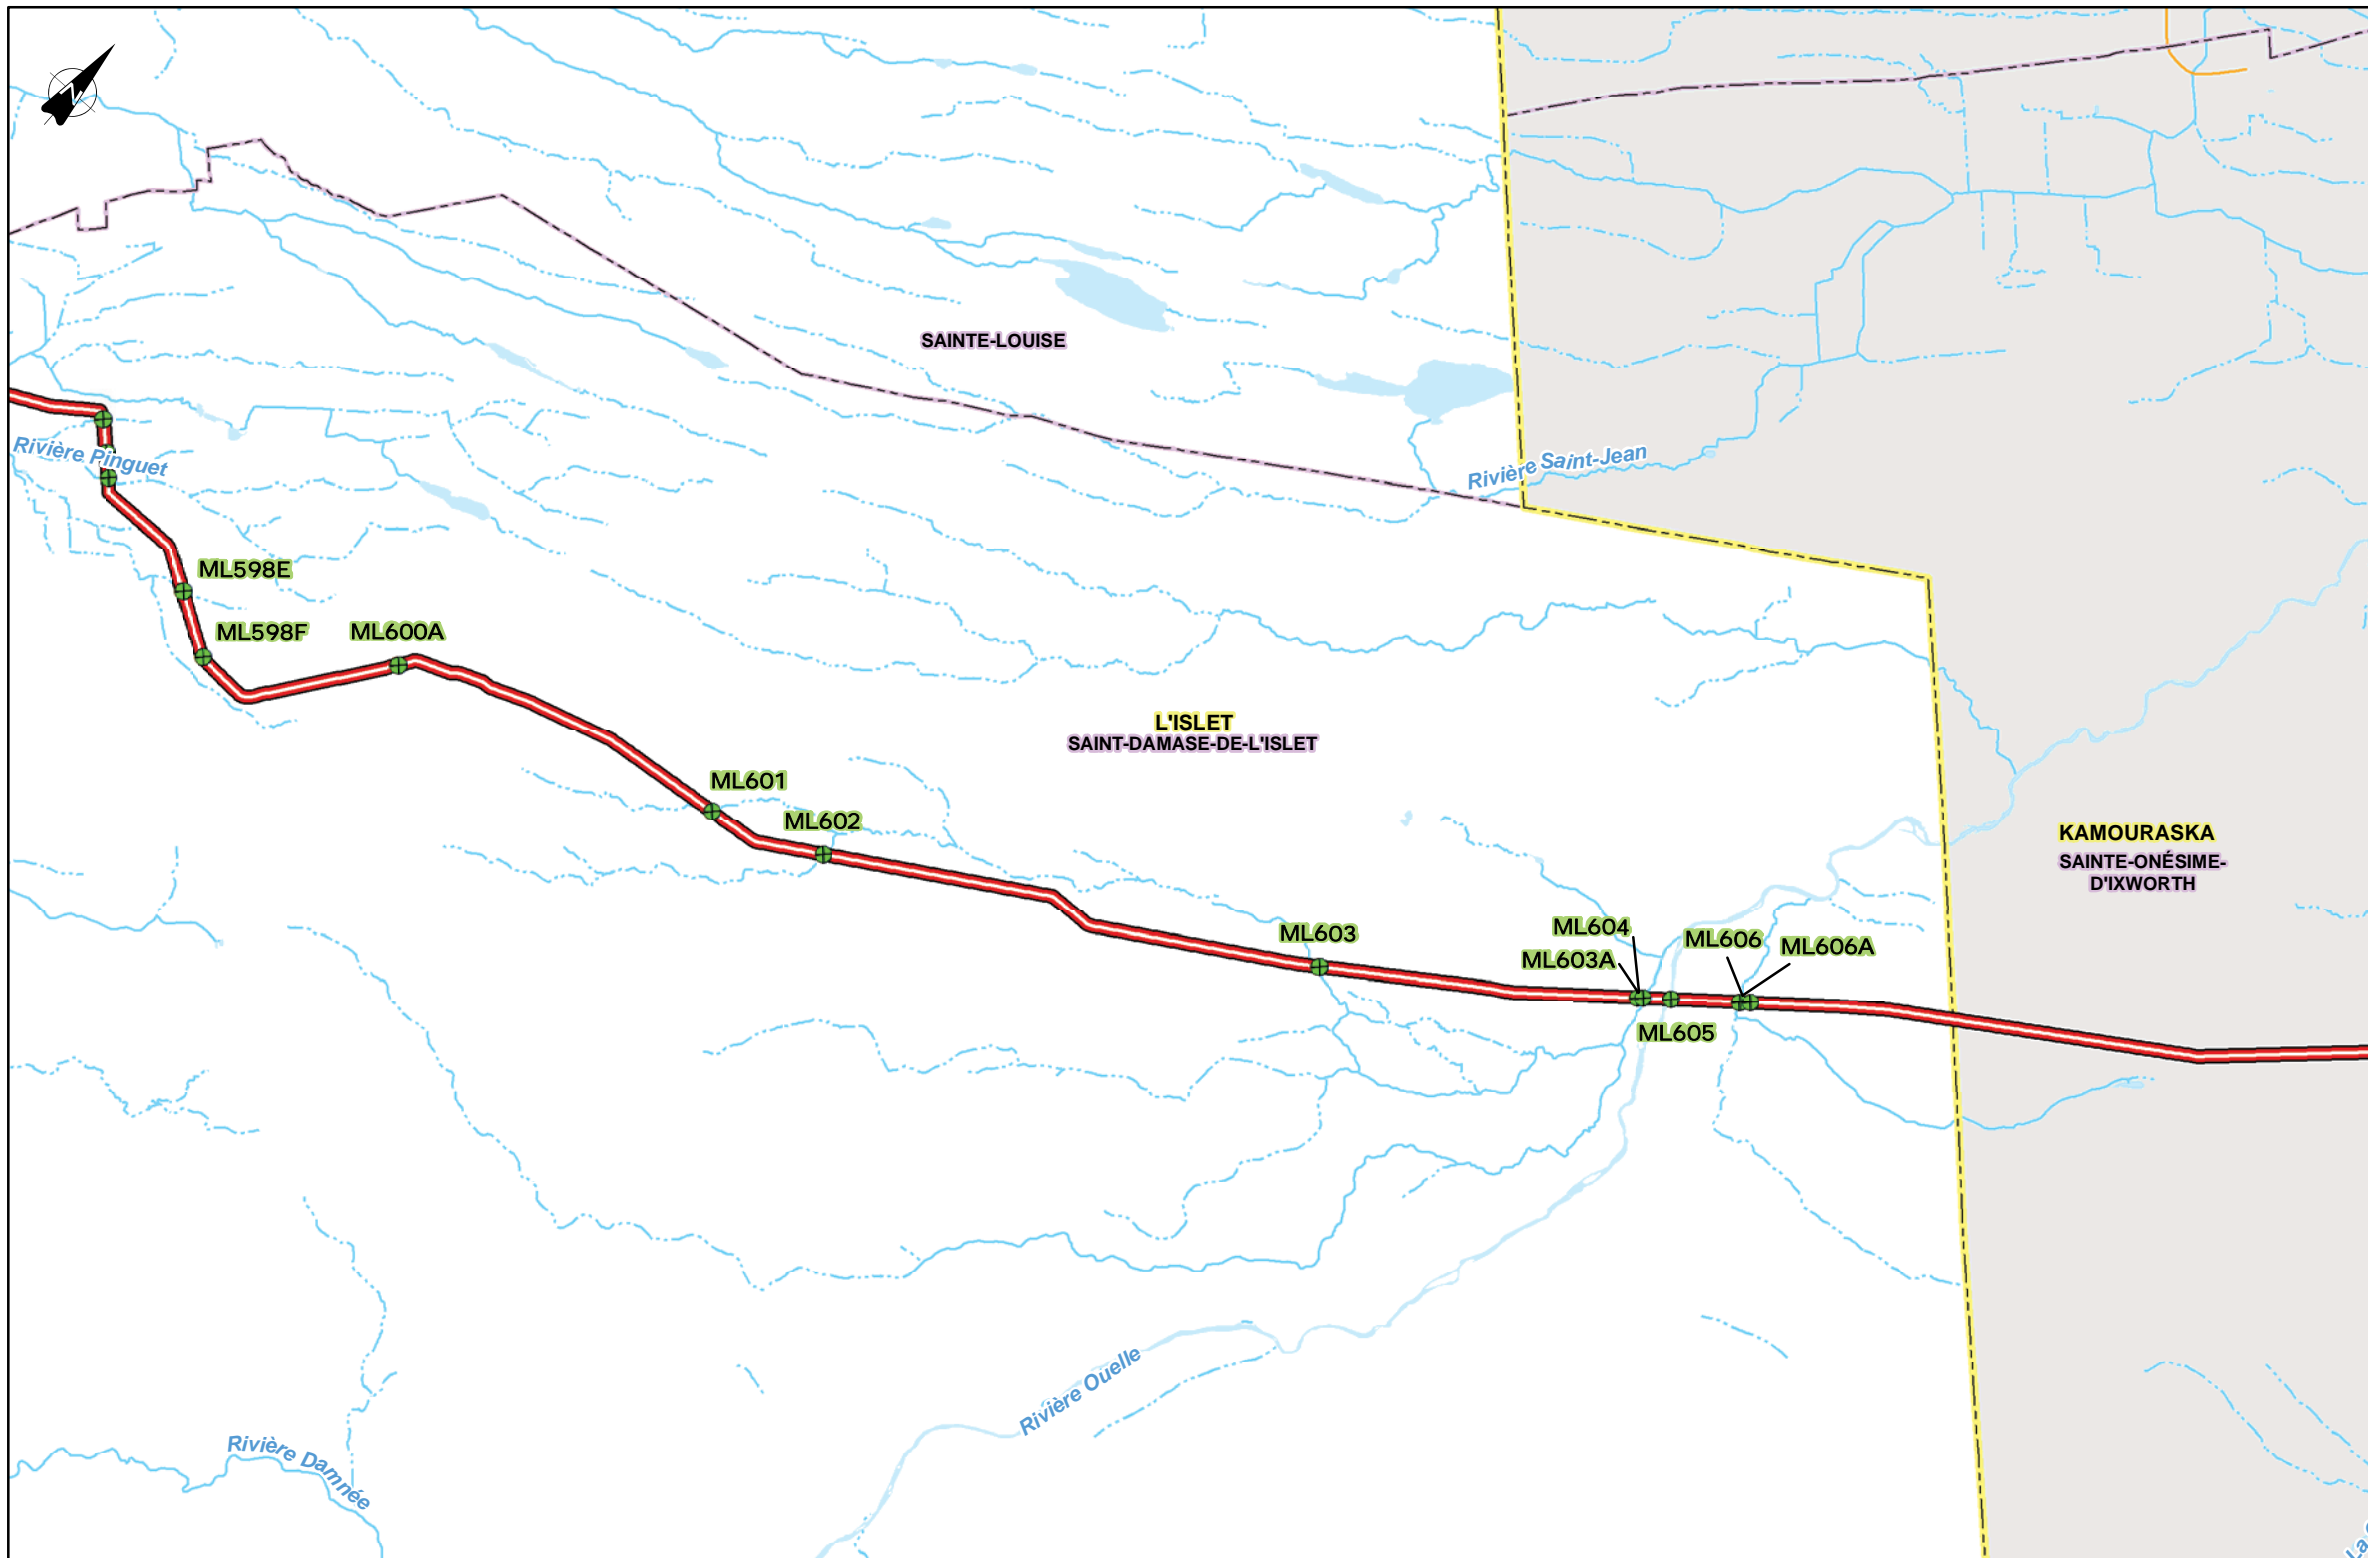 N
SAINTE-LOUISE
Rivière Pinguet
Rivière Saint-Jean
ML598E
ML598F
ML600A
L'ISLET
SAINT-DAMASE-DE-L'ISLET
ML601
ML602
KAMOURASKA
SAINTE-ONÉSIME-
D'IXWORTH
ML603
ML604
ML603A
ML606
ML606A
ML605
Rivière Ouelle
Rivière Damnée